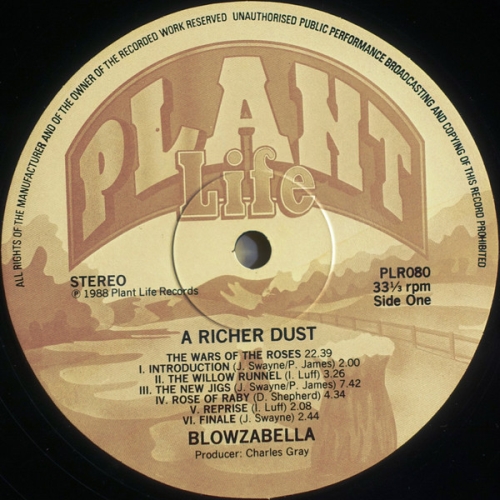 ALL RIGHTS OF THE MANUFACTURER AND OF THE OWNER OF THE RECORDED WORK RESERVED UNAUTHORISED PUBLIC PERFORMANCE BROADCASTING AND COPYING OF THIS RECORD PROHIBITED
PLANT
Life
STEREO
℗ 1988 Plant Life Records
PLR080
33⅓ rpm
Side One
A RICHER DUST
THE WARS OF THE ROSES 22.39
I. INTRODUCTION (J. Swayne/P. James) 2.00
II. THE WILLOW RUNNEL (I. Luff) 3.26
III. THE NEW JIGS (J. Swayne/P. James) 7.42
IV. ROSE OF RABY (D. Shepherd) 4.34
V. REPRISE (I. Luff) 2.08
VI. FINALE (J. Swayne) 2.44
BLOWZABELLA
Producer: Charles Gray